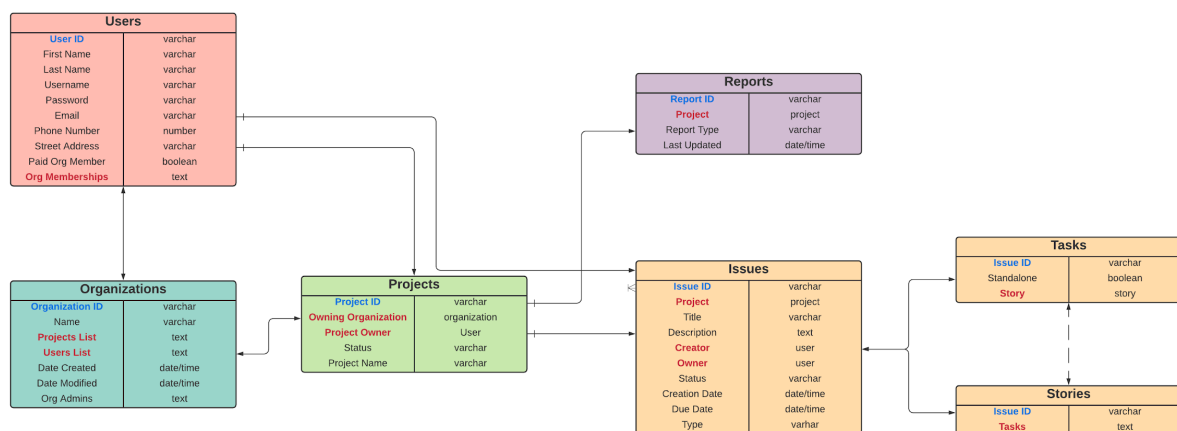 Users
User ID varchar
First Name varchar
Last Name varchar
Username varchar
Password varchar
Email varchar
Phone Number number
Street Address varchar
Paid Org Member boolean
Org Memberships text
Reports
Report ID varchar
Project project
Report Type varchar
Last Updated date/time
Organizations
Organization ID varchar
Name varchar
Projects List text
Users List text
Date Created date/time
Date Modified date/time
Org Admins text
Projects
Project ID varchar
Owning Organization organization
Project Owner User
Status varchar
Project Name varchar
Issues
Issue ID varchar
Project project
Title varchar
Description text
Creator user
Owner user
Status varchar
Creation Date date/time
Due Date date/time
Type varhar
Tasks
Issue ID varchar
Standalone boolean
Story story
Stories
Issue ID varchar
Tasks text